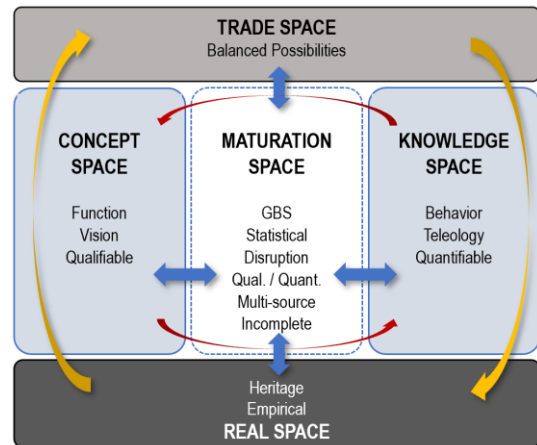 TRADE SPACE
Balanced Possibilities
CONCEPT
SPACE
Function
Vision
Qualifiable
MATURATION
SPACE
GBS
Statistical
Disruption
Qual. / Quant.
Multi-source
Incomplete
KNOWLEDGE
SPACE
Behavior
Teleology
Quantifiable
Heritage
Empirical
REAL SPACE